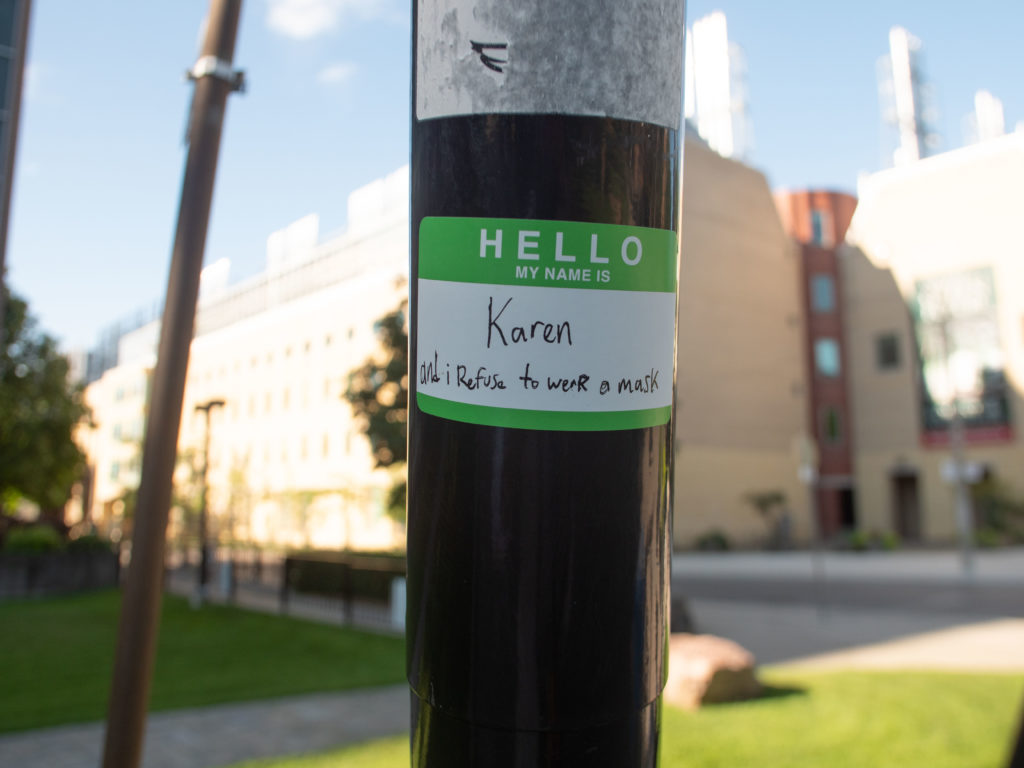 HELLO
MY NAME IS
Karen
and i Refuse to weaR a mask